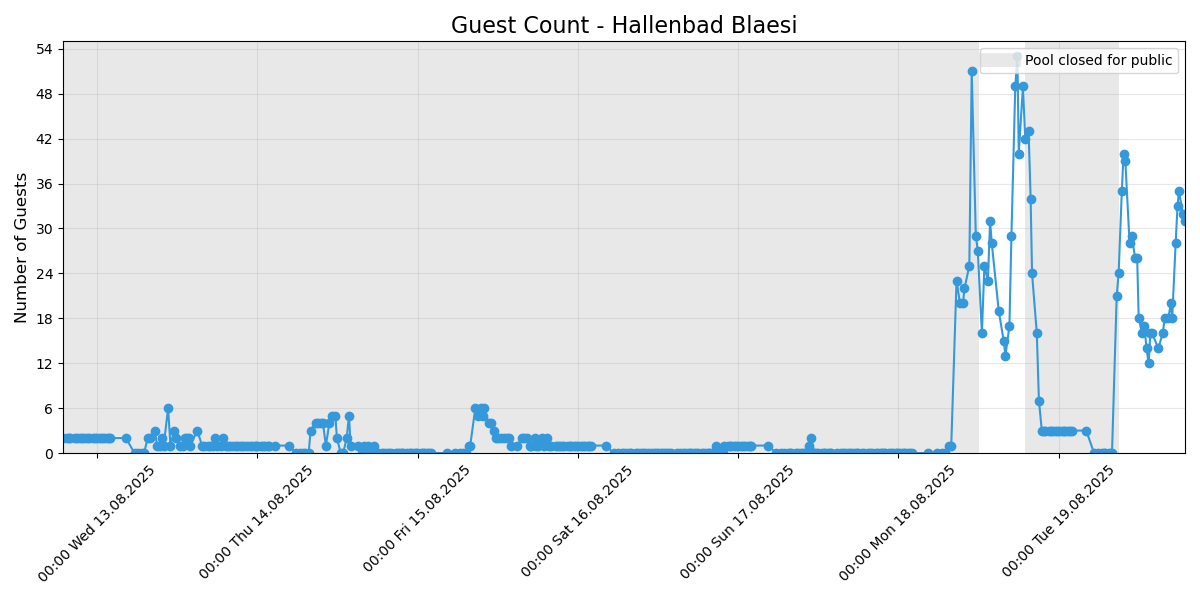 Guest Count - Hallenbad Blaesi
Pool closed for public
Number of Guests
54
48
42
36
30
24
18
12
6
0
00:00 Wed 13.08.2025
00:00 Thu 14.08.2025
00:00 Fri 15.08.2025
00:00 Sat 16.08.2025
00:00 Sun 17.08.2025
00:00 Mon 18.08.2025
00:00 Tue 19.08.2025